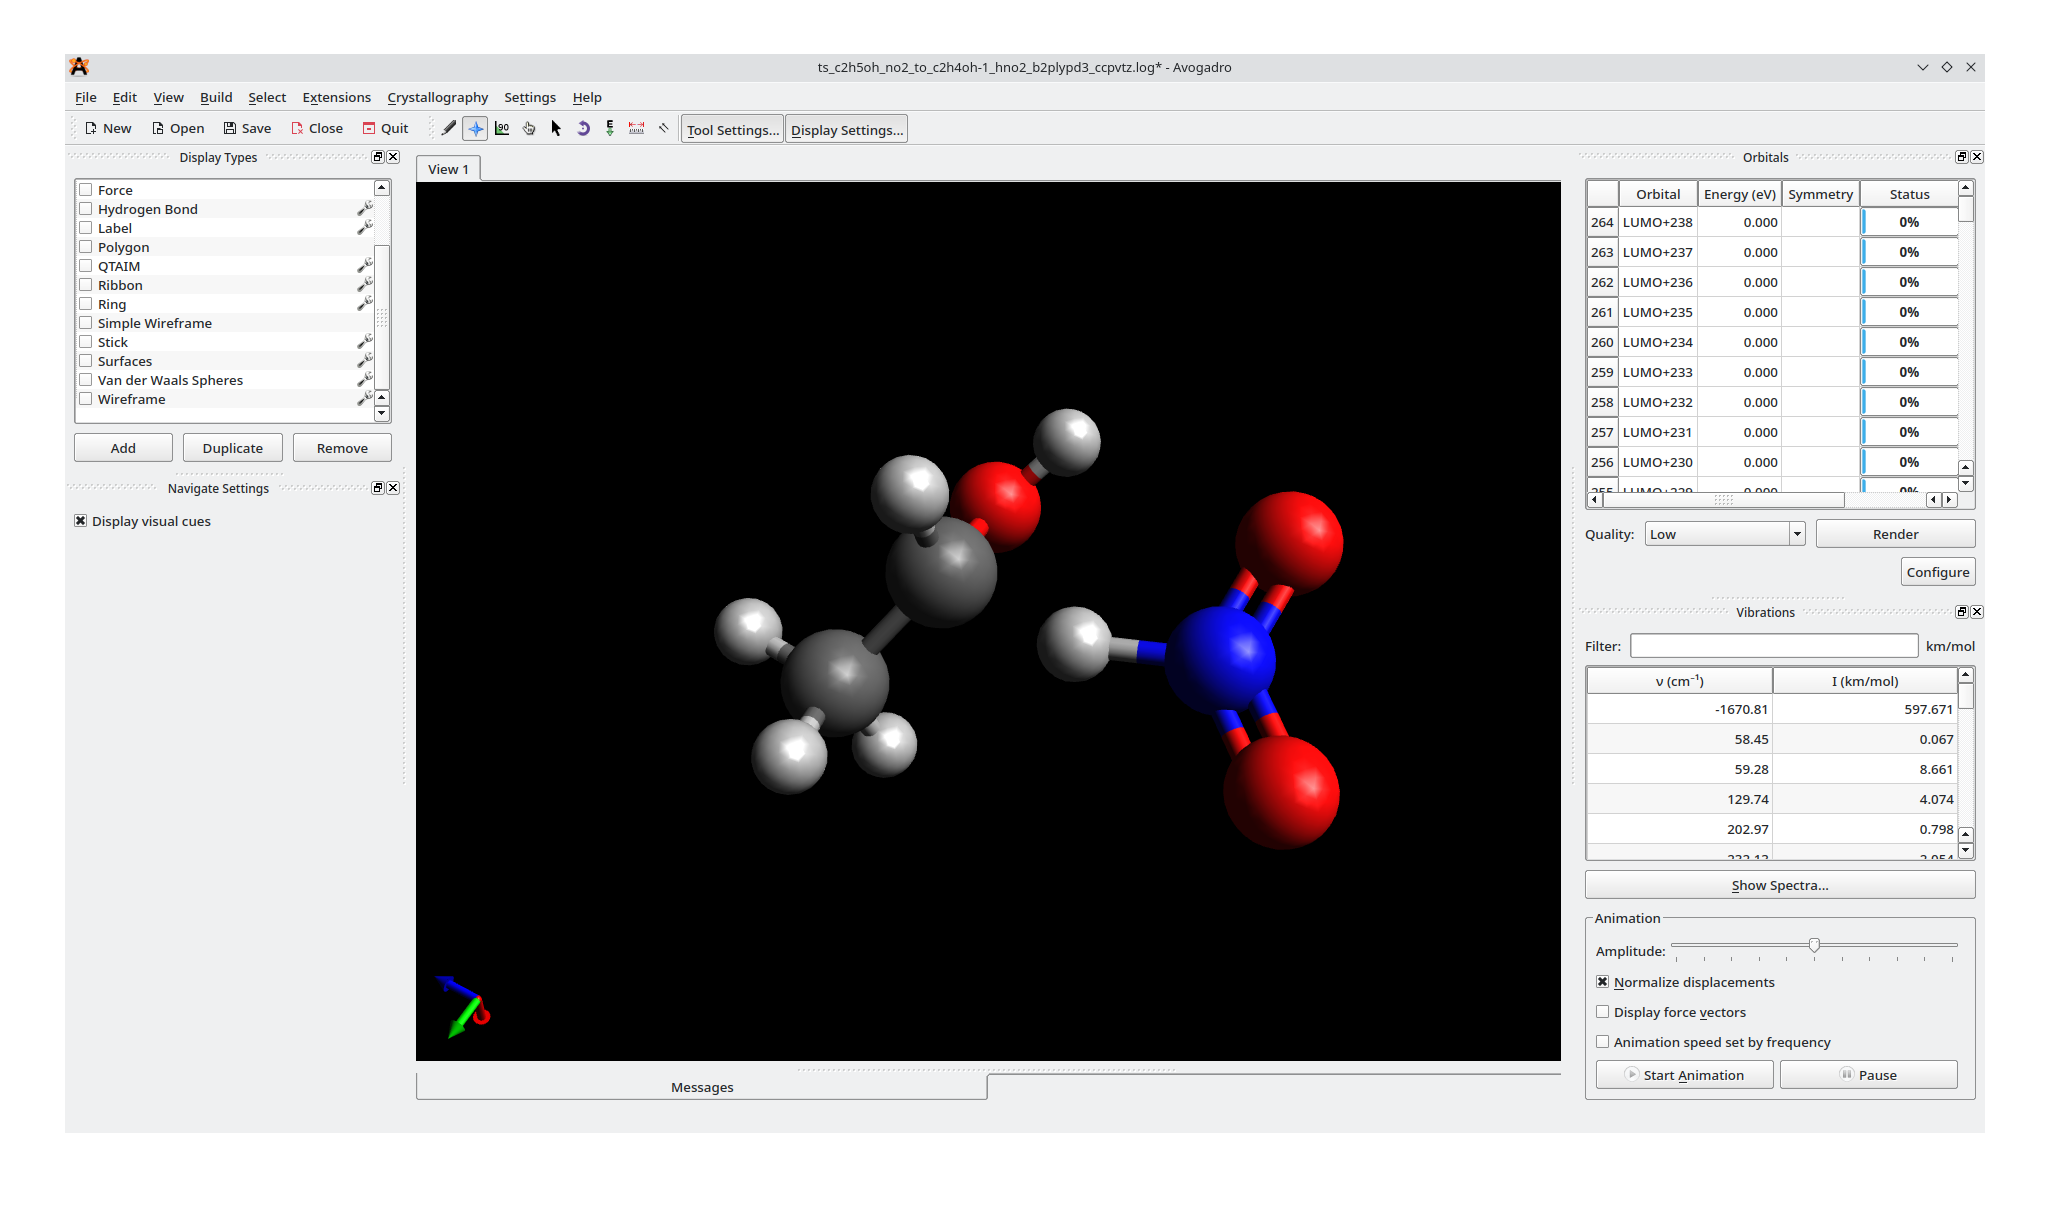 ts_c2h5oh_no2_to_c2h4oh-1_hno2_b2plypd3_ccpvtz.log* - Avogadro
File Edit View Build Select Extensions Crystallography Settings Help
New Open Save Close Quit 90 E Tool Settings... Display Settings...
Display Types
Force
Hydrogen Bond
Label
Polygon
QTAIM
Ribbon
Ring
Simple Wireframe
Stick
Surfaces
Van der Waals Spheres
Wireframe
Add Duplicate Remove
Navigate Settings
Display visual cues
View 1
Messages
Orbitals
Orbital Energy (eV) Symmetry Status
264 LUMO+238 0.000 0%
263 LUMO+237 0.000 0%
262 LUMO+236 0.000 0%
261 LUMO+235 0.000 0%
260 LUMO+234 0.000 0%
259 LUMO+233 0.000 0%
258 LUMO+232 0.000 0%
257 LUMO+231 0.000 0%
256 LUMO+230 0.000 0%
255 LUMO+229 0.000 0%
Quality: Low Render
Configure
Vibrations
Filter: km/mol
ν (cm⁻¹) I (km/mol)
-1670.81 597.671
58.45 0.067
59.28 8.661
129.74 4.074
202.97 0.798
Show Spectra...
Animation
Amplitude:
Normalize displacements
Display force vectors
Animation speed set by frequency
Start Animation Pause